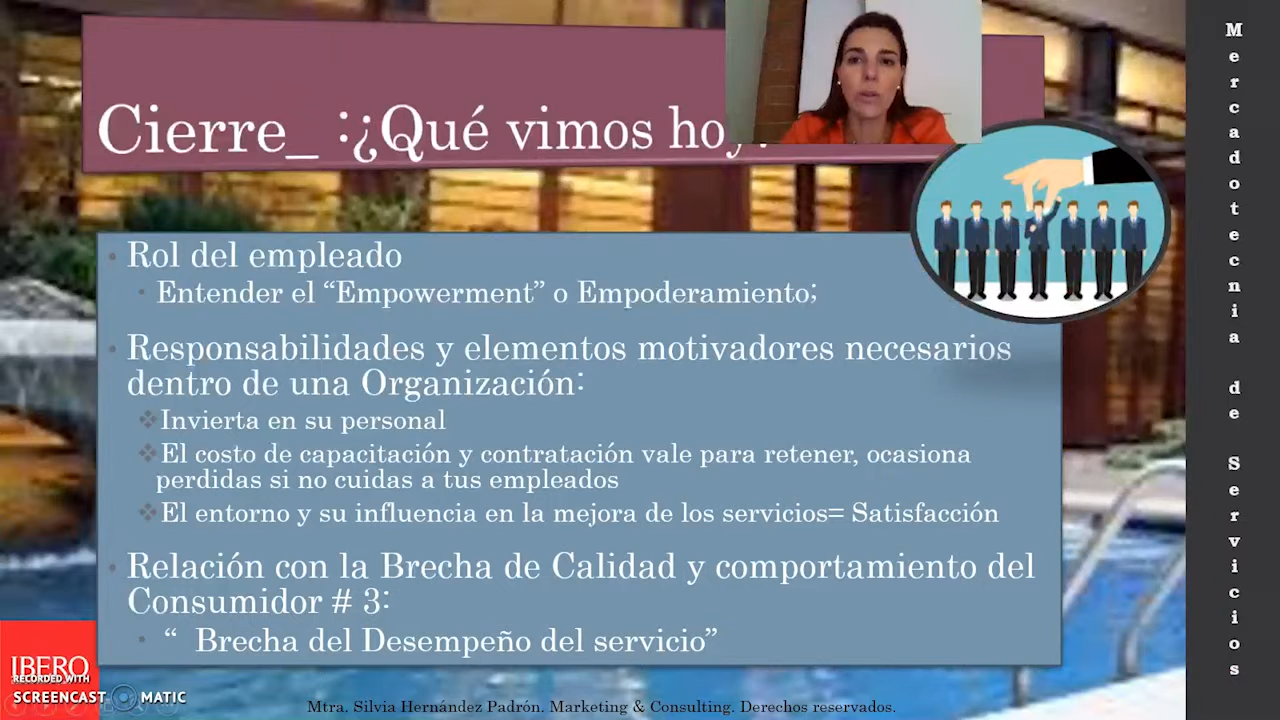 Cierre_ :¿Qué vimos hoy?
Rol del empleado
Entender el “Empowerment” o Empoderamiento;
Responsabilidades y elementos motivadores necesarios
dentro de una Organización:
Invierta en su personal
El costo de capacitación y contratación vale para retener, ocasiona
perdidas si no cuidas a tus empleados
El entorno y su influencia en la mejora de los servicios= Satisfacción
Relación con la Brecha de Calidad y comportamiento del
Consumidor # 3:
“ Brecha del Desempeño del servicio”
Mercadotecnia de Servicios
IBERO
RECORDED WITH
SCREENCAST MATIC
Mtra. Silvia Hernández Padrón. Marketing & Consulting. Derechos reservados.